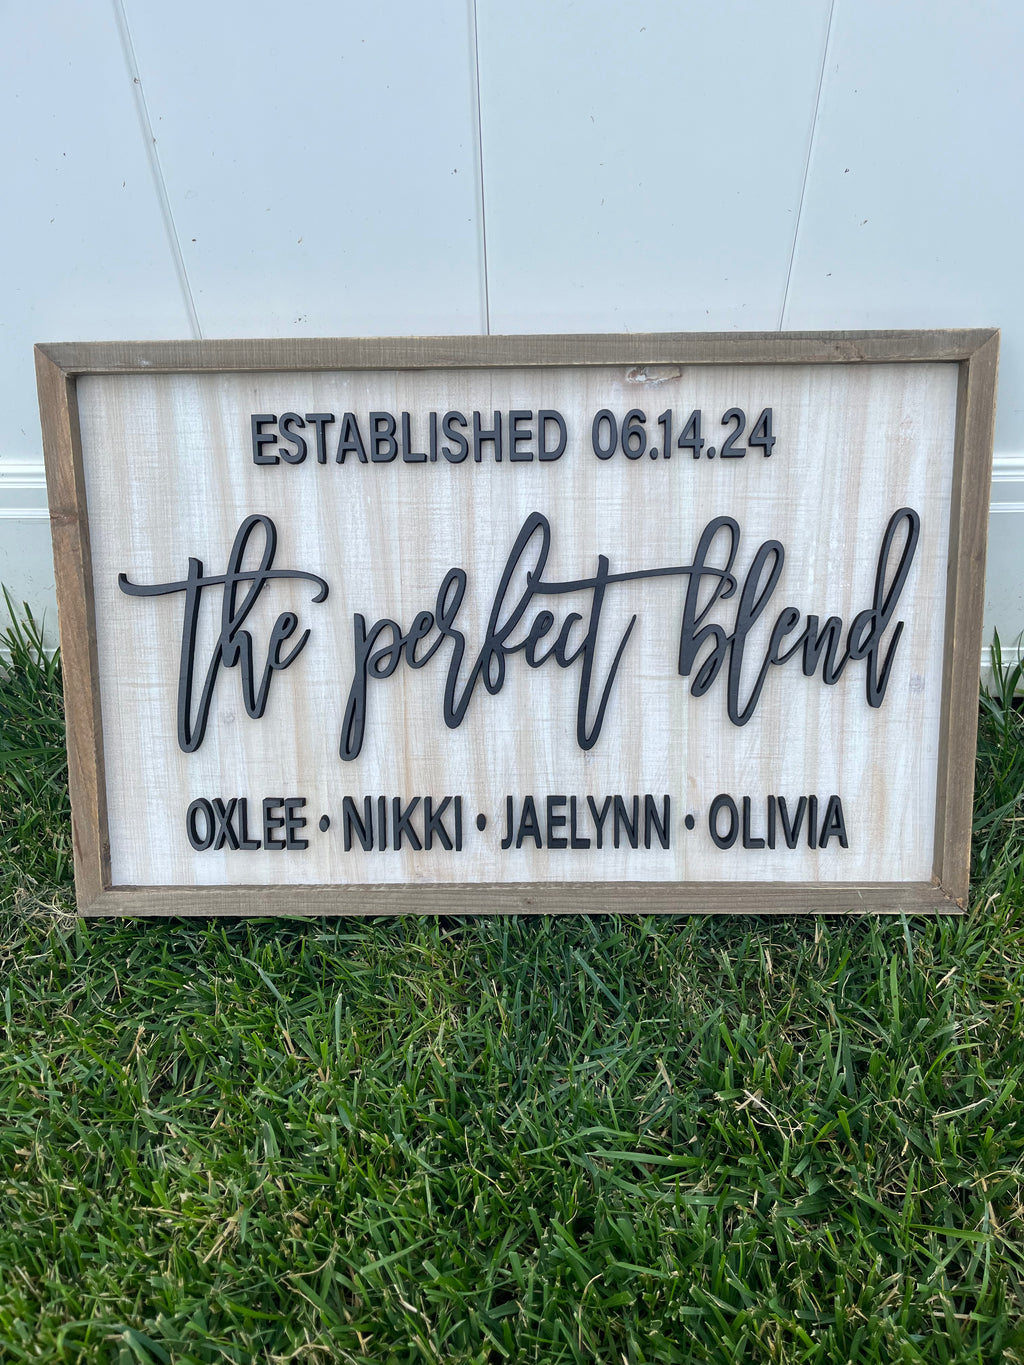 ESTABLISHED 06.14.24
the perfect blend
OXLEE • NIKKI • JAELYNN • OLIVIA